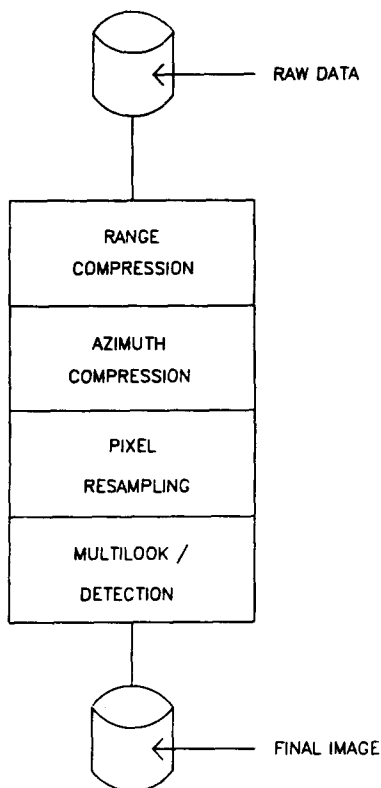 RAW DATA
RANGE
COMPRESSION
AZIMUTH
COMPRESSION
PIXEL
RESAMPLING
MULTILOOK /
DETECTION
FINAL IMAGE